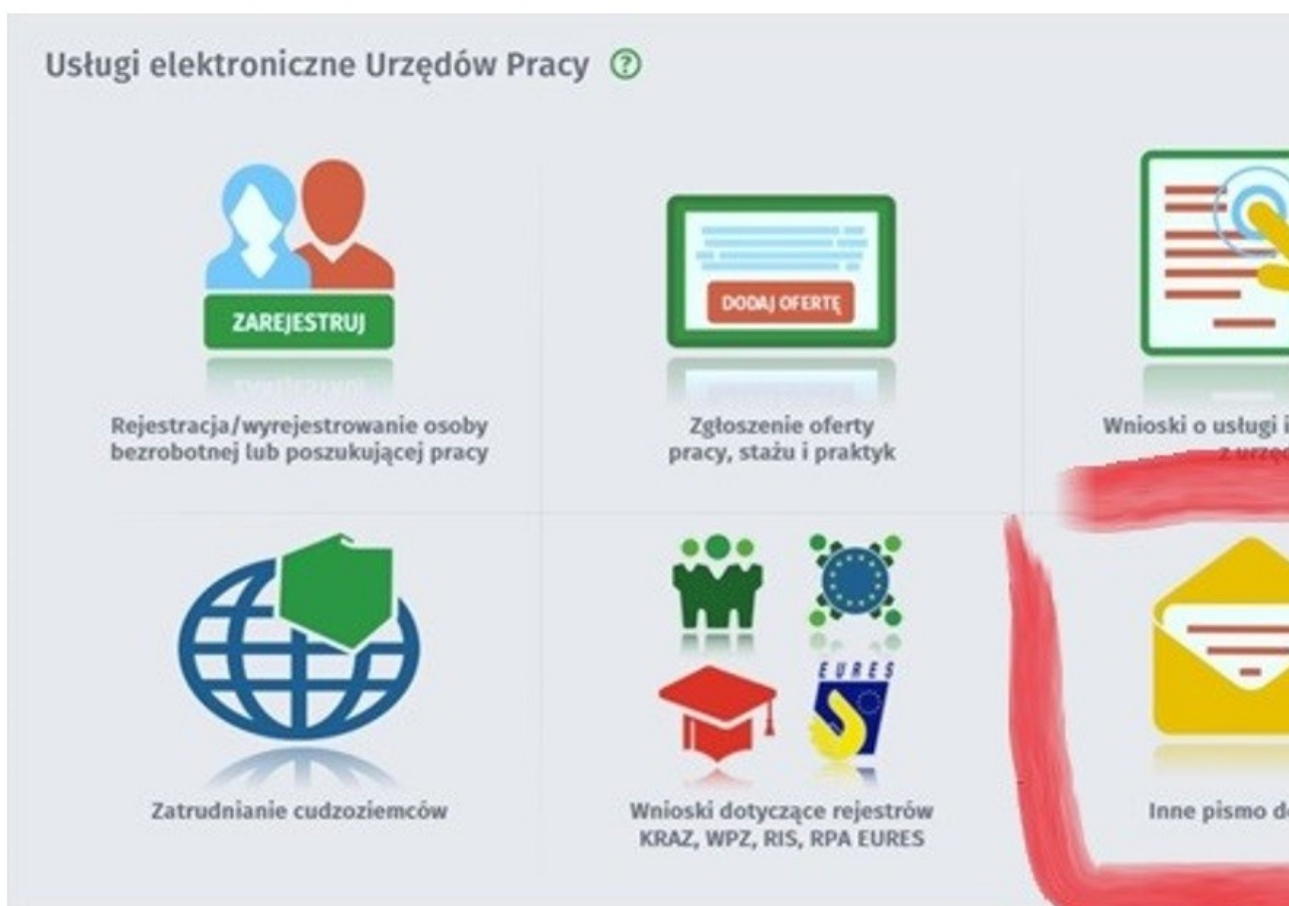 Usługi elektroniczne Urzędów Pracy ?
ZAREJESTRUJ
DODAJ OFERTĘ
Rejestracja/wyrejestrowanie osoby
bezrobotnej lub poszukującej pracy
Zgłoszenie oferty
pracy, stażu i praktyk
Wnioski o usługi i
z
EURES
Zatrudnianie cudzoziemców
Wnioski dotyczące rejestrów
KRAZ, WPZ, RIS, RPA EURES
Inne pismo